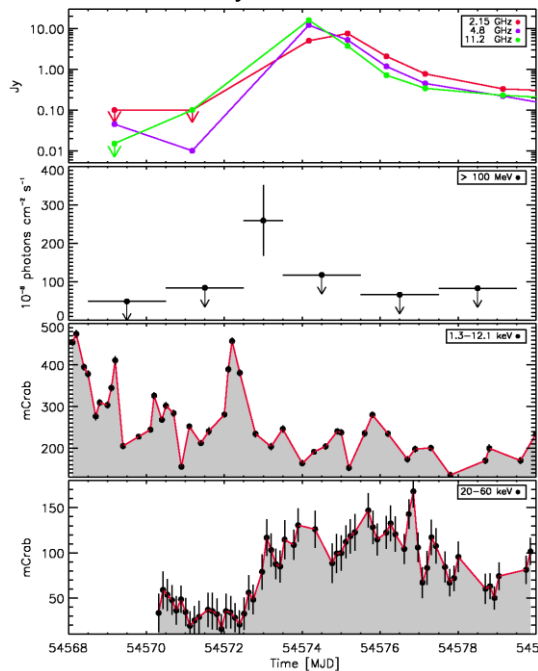 2.15 GHz
4.8 GHz
11.2 GHz
10.00
1.00
0.10
0.01
Jy
> 100 MeV
400
300
200
100
0
10⁻⁸ photons cm⁻² s⁻¹
1.3–12.1 keV
500
400
300
200
mCrab
20–60 keV
150
100
50
0
mCrab
54568 54570 54572 54574 54576 54578 545
Time [MJD]